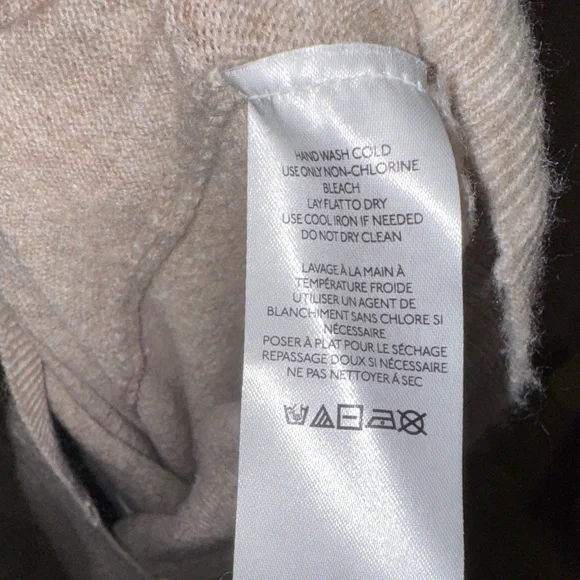 HAND WASH COLD
USE ONLY NON-CHLORINE
BLEACH
LAY FLAT TO DRY
USE COOL IRON IF NEEDED
DO NOT DRY CLEAN
LAVAGE À LA MAIN À
TEMPÉRATURE FROIDE
UTILISER UN AGENT DE
BLANCHIMENT SANS CHLORE SI
NÉCESSAIRE
POSER À PLAT POUR LE SÉCHAGE
REPASSAGE DOUX SI NÉCESSAIRE
NE PAS NETTOYER À SEC